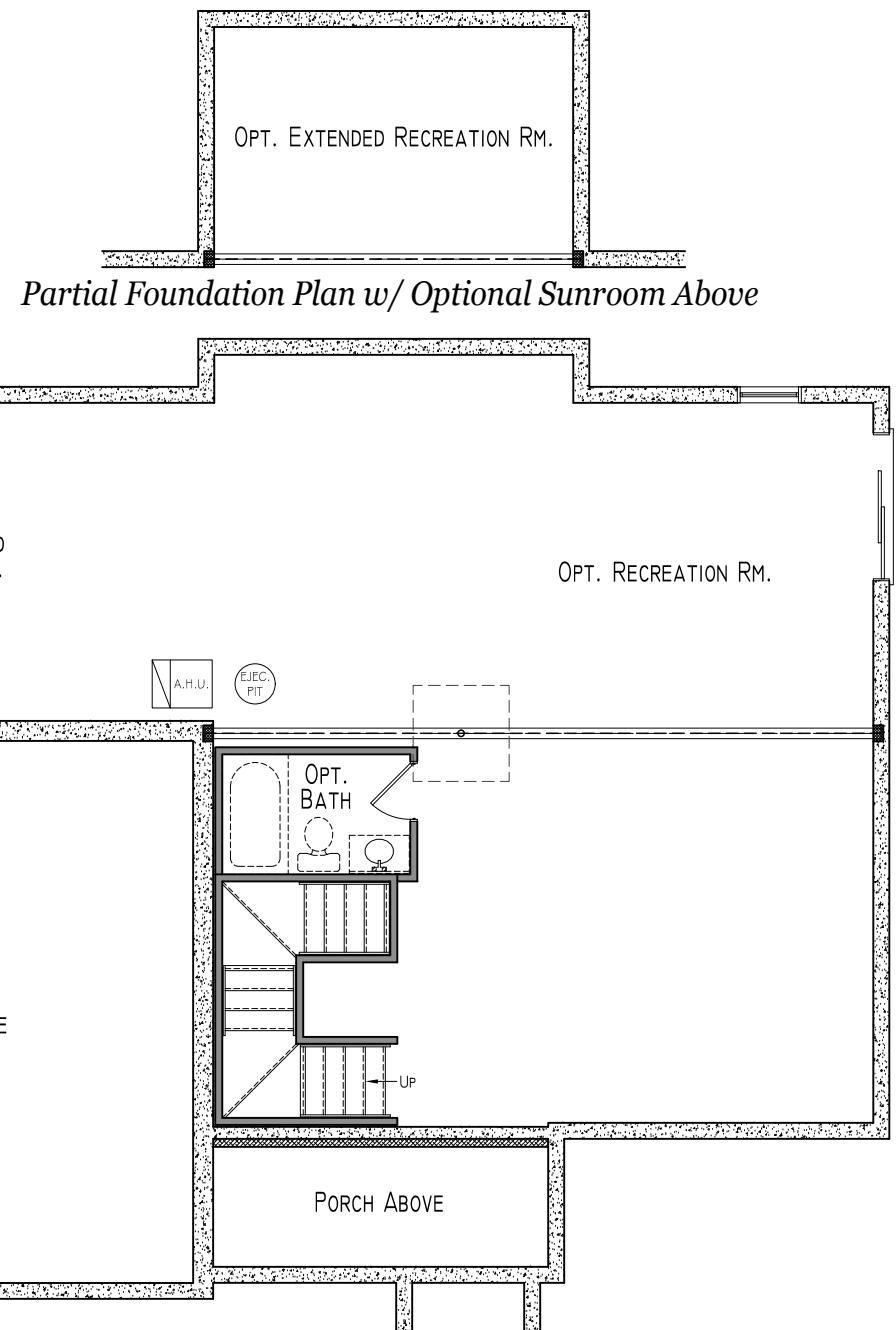 OPT. EXTENDED RECREATION RM.
Partial Foundation Plan w/ Optional Sunroom Above
OPT. RECREATION RM.
A.H.U.
EJEC.
PIT
OPT.
BATH
E
UP
PORCH ABOVE